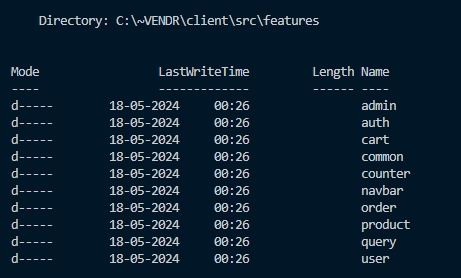 Directory: C:\~VENDR\client\src\features
Mode                 LastWriteTime         Length Name
----                 -------------         ------ ----
d-----        18-05-2024     00:26                admin
d-----        18-05-2024     00:26                auth
d-----        18-05-2024     00:26                cart
d-----        18-05-2024     00:26                common
d-----        18-05-2024     00:26                counter
d-----        18-05-2024     00:26                navbar
d-----        18-05-2024     00:26                order
d-----        18-05-2024     00:26                product
d-----        18-05-2024     00:26                query
d-----        18-05-2024     00:26                user